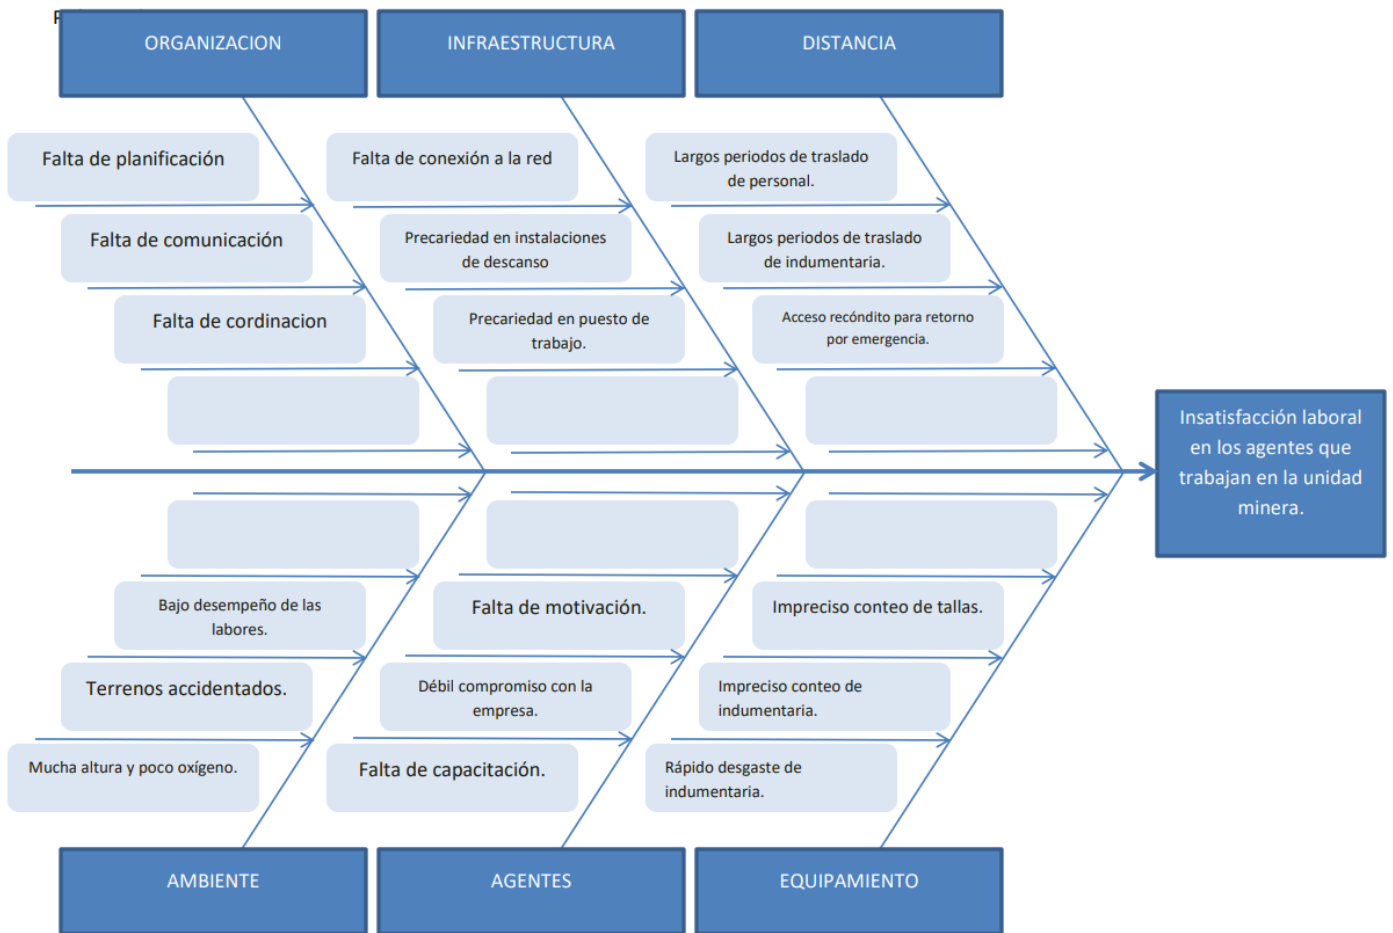 ORGANIZACION
INFRAESTRUCTURA
DISTANCIA
Falta de planificación
Falta de conexión a la red
Largos periodos de traslado
de personal.
Falta de comunicación
Precariedad en instalaciones
de descanso
Largos periodos de traslado
de indumentaria.
Falta de cordinacion
Precariedad en puesto de
trabajo.
Acceso recóndito para retorno
por emergencia.
Insatisfacción laboral
en los agentes que
trabajan en la unidad
minera.
Bajo desempeño de las
labores.
Falta de motivación.
Impreciso conteo de tallas.
Terrenos accidentados.
Débil compromiso con la
empresa.
Impreciso conteo de
indumentaria.
Mucha altura y poco oxígeno.
Falta de capacitación.
Rápido desgaste de
indumentaria.
AMBIENTE
AGENTES
EQUIPAMIENTO